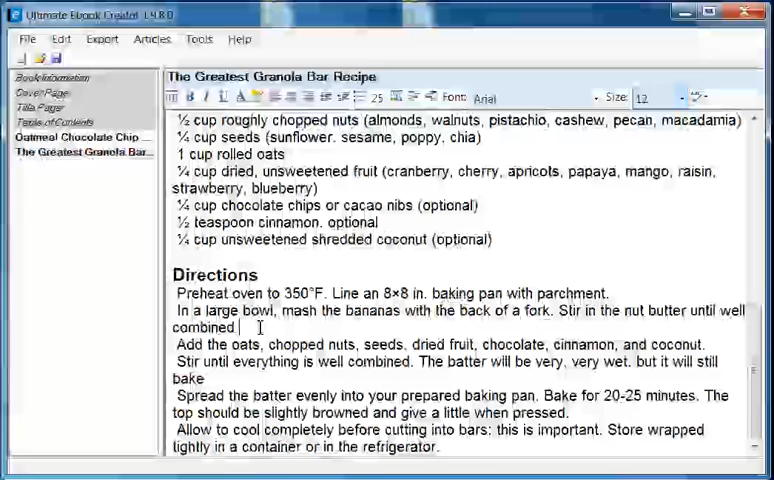 Ultimate Ebook Creator 1.4.8.0
File Edit Export Articles Tools Help
Book Information
Cover Page
Title Page
Table of Contents
Oatmeal Chocolate Chip ...
The Greatest Granola Bar...
The Greatest Granola Bar Recipe
B I U A 25 Font: Arial Size: 12
½ cup roughly chopped nuts (almonds, walnuts, pistachio, cashew, pecan, macadamia)
¼ cup seeds (sunflower. sesame, poppy, chia)
1 cup rolled oats
¼ cup dried, unsweetened fruit (cranberry, cherry, apricots, papaya, mango, raisin,
strawberry, blueberry)
¼ cup chocolate chips or cacao nibs (optional)
½ teaspoon cinnamon. optional
¼ cup unsweetened shredded coconut (optional)
Directions
Preheat oven to 350°F. Line an 8×8 in. baking pan with parchment.
In a large bowl, mash the bananas with the back of a fork. Stir in the nut butter until well
combined
Add the oats, chopped nuts, seeds. dried fruit, chocolate, cinnamon, and coconut.
Stir until everything is well combined. The batter will be very, very wet. but it will still
bake
Spread the batter evenly into your prepared baking pan. Bake for 20-25 minutes. The
top should be slightly browned and give a little when pressed.
Allow to cool completely before cutting into bars: this is important. Store wrapped
tightly in a container or in the refrigerator.